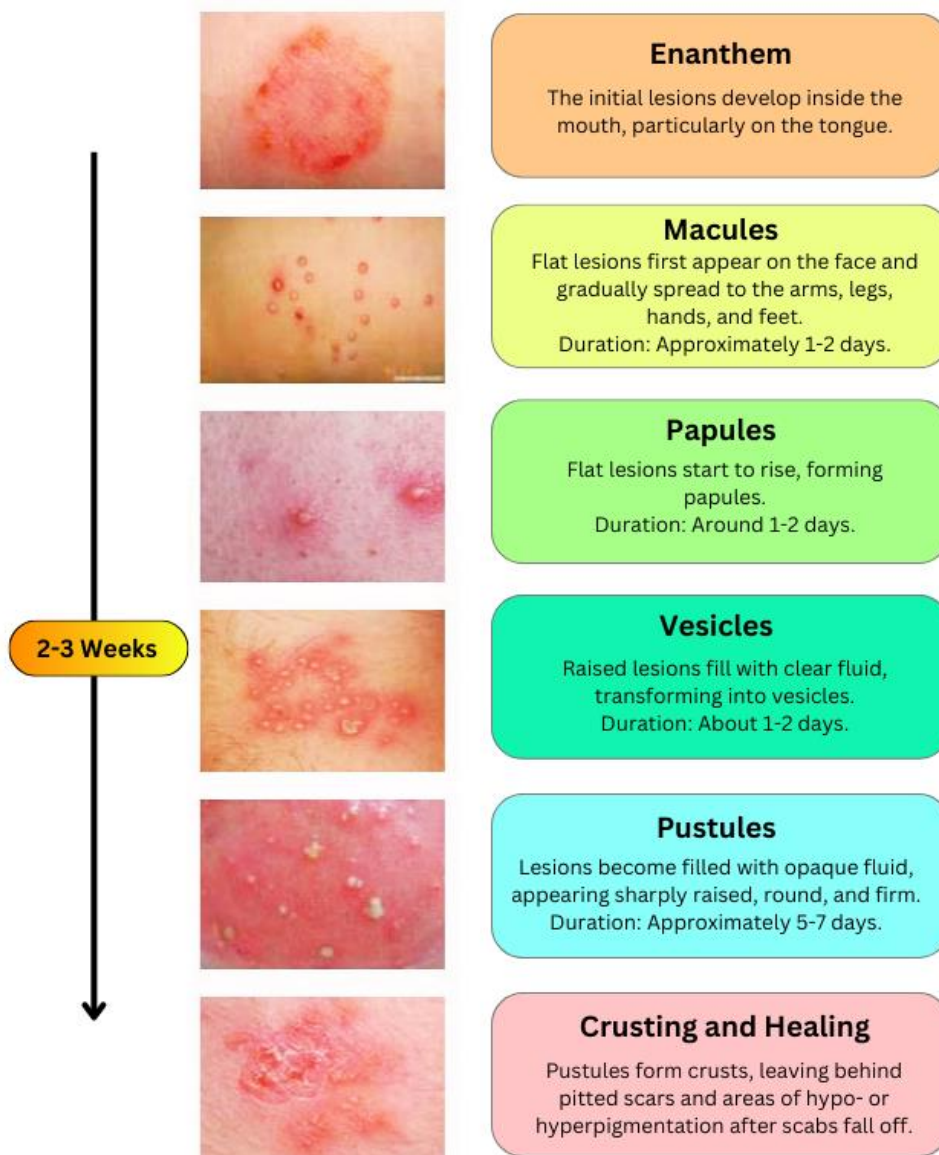 Enanthem
The initial lesions develop inside the
mouth, particularly on the tongue.
Macules
Flat lesions first appear on the face and
gradually spread to the arms, legs,
hands, and feet.
Duration: Approximately 1-2 days.
Papules
Flat lesions start to rise, forming
papules.
Duration: Around 1-2 days.
2-3 Weeks
Vesicles
Raised lesions fill with clear fluid,
transforming into vesicles.
Duration: About 1-2 days.
Pustules
Lesions become filled with opaque fluid,
appearing sharply raised, round, and firm.
Duration: Approximately 5-7 days.
Crusting and Healing
Pustules form crusts, leaving behind
pitted scars and areas of hypo- or
hyperpigmentation after scabs fall off.